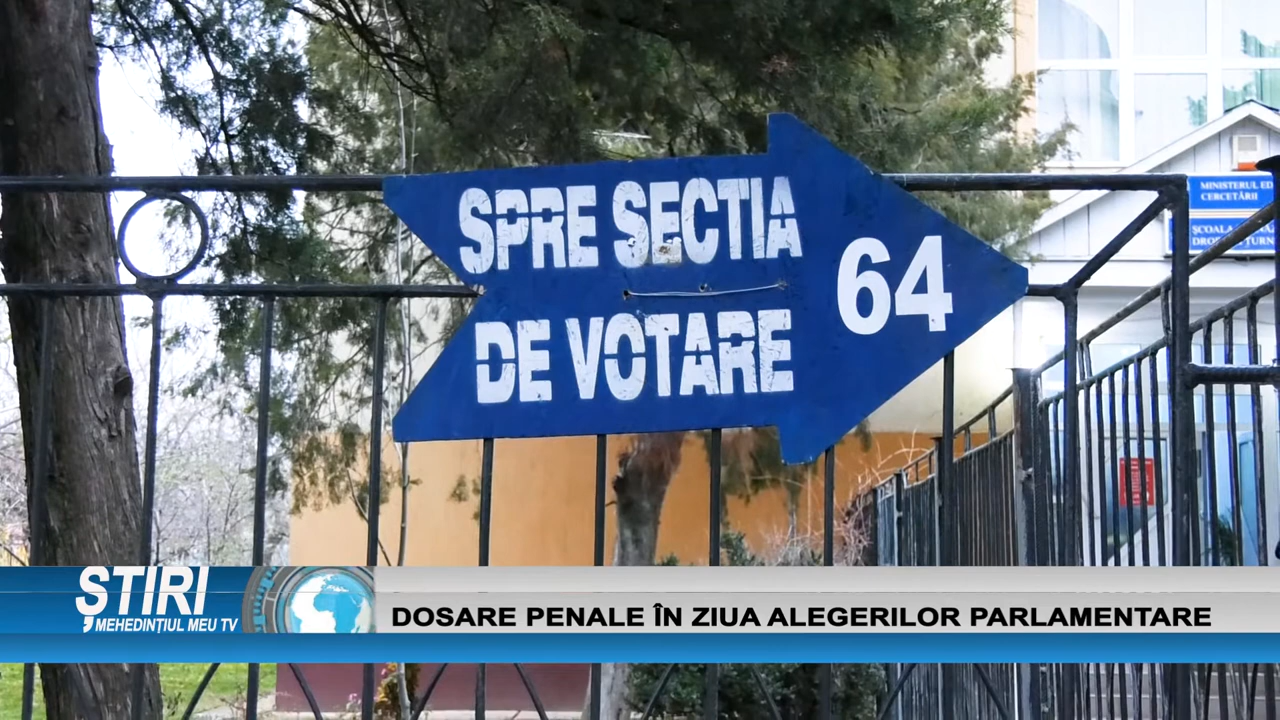 SPRE SECTIA
DE VOTARE
64
MINISTERUL ED
CERCETĂRII
ȘTIRI
MEHEDINȚIUL MEU TV
DOSARE PENALE ÎN ZIUA ALEGERILOR PARLAMENTARE